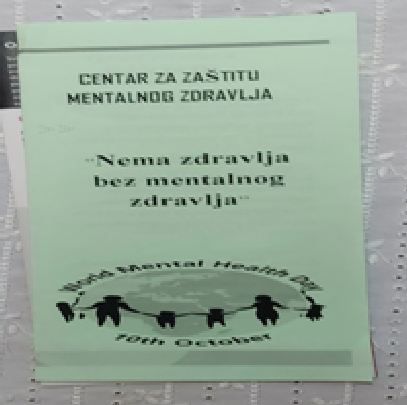 CENTAR ZA ZAŠTITU
MENTALNOG ZDRAVLJA
"Nema zdravlja
bez mentalnog
zdravlja"
World Mental Health Day
10th October